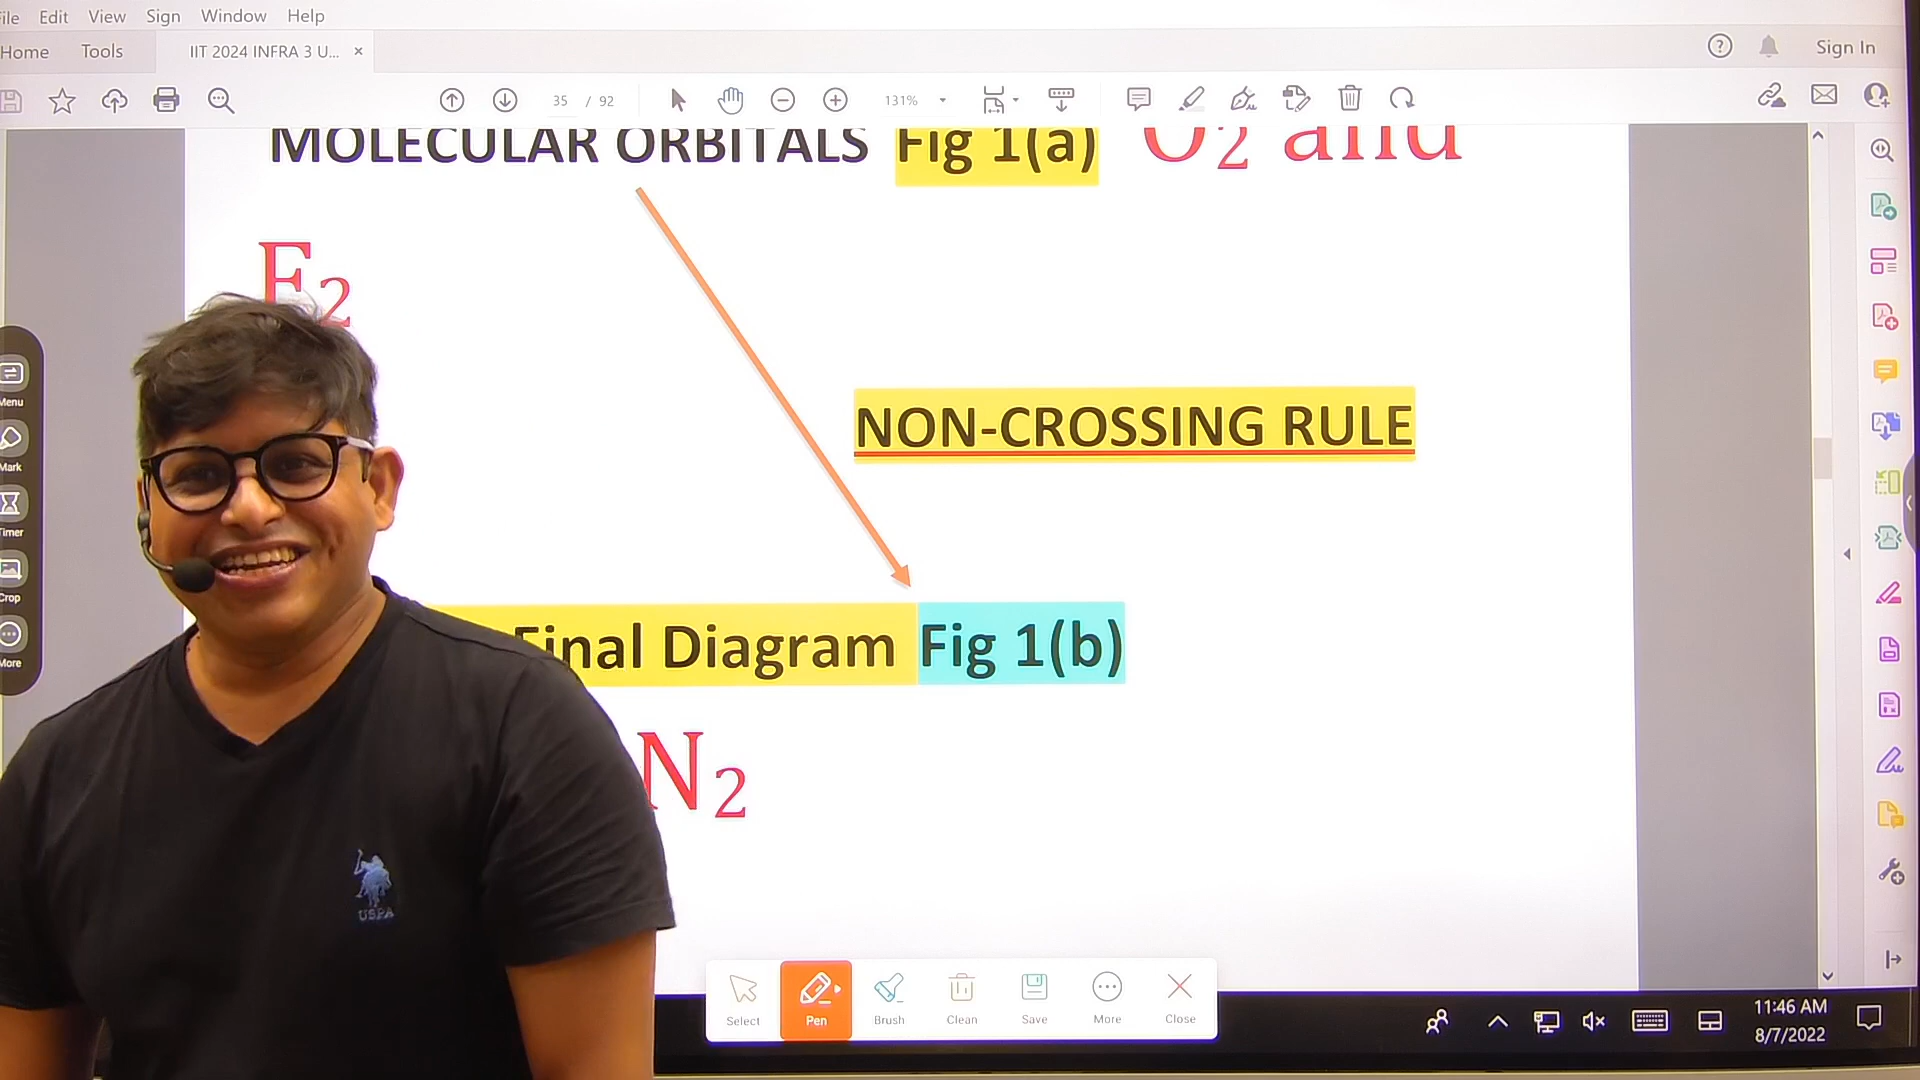 File Edit View Sign Window Help
Home Tools IIT 2024 INFRA 3 U... × Sign In
35 / 92 131%
MOLECULAR ORBITALS Fig 1(a) O2 and
F2
NON-CROSSING RULE
Final Diagram Fig 1(b)
N2
Menu
Mark
Timer
Crop
More
USPA
Select Pen Brush Clean Save More Close
11:46 AM
8/7/2022